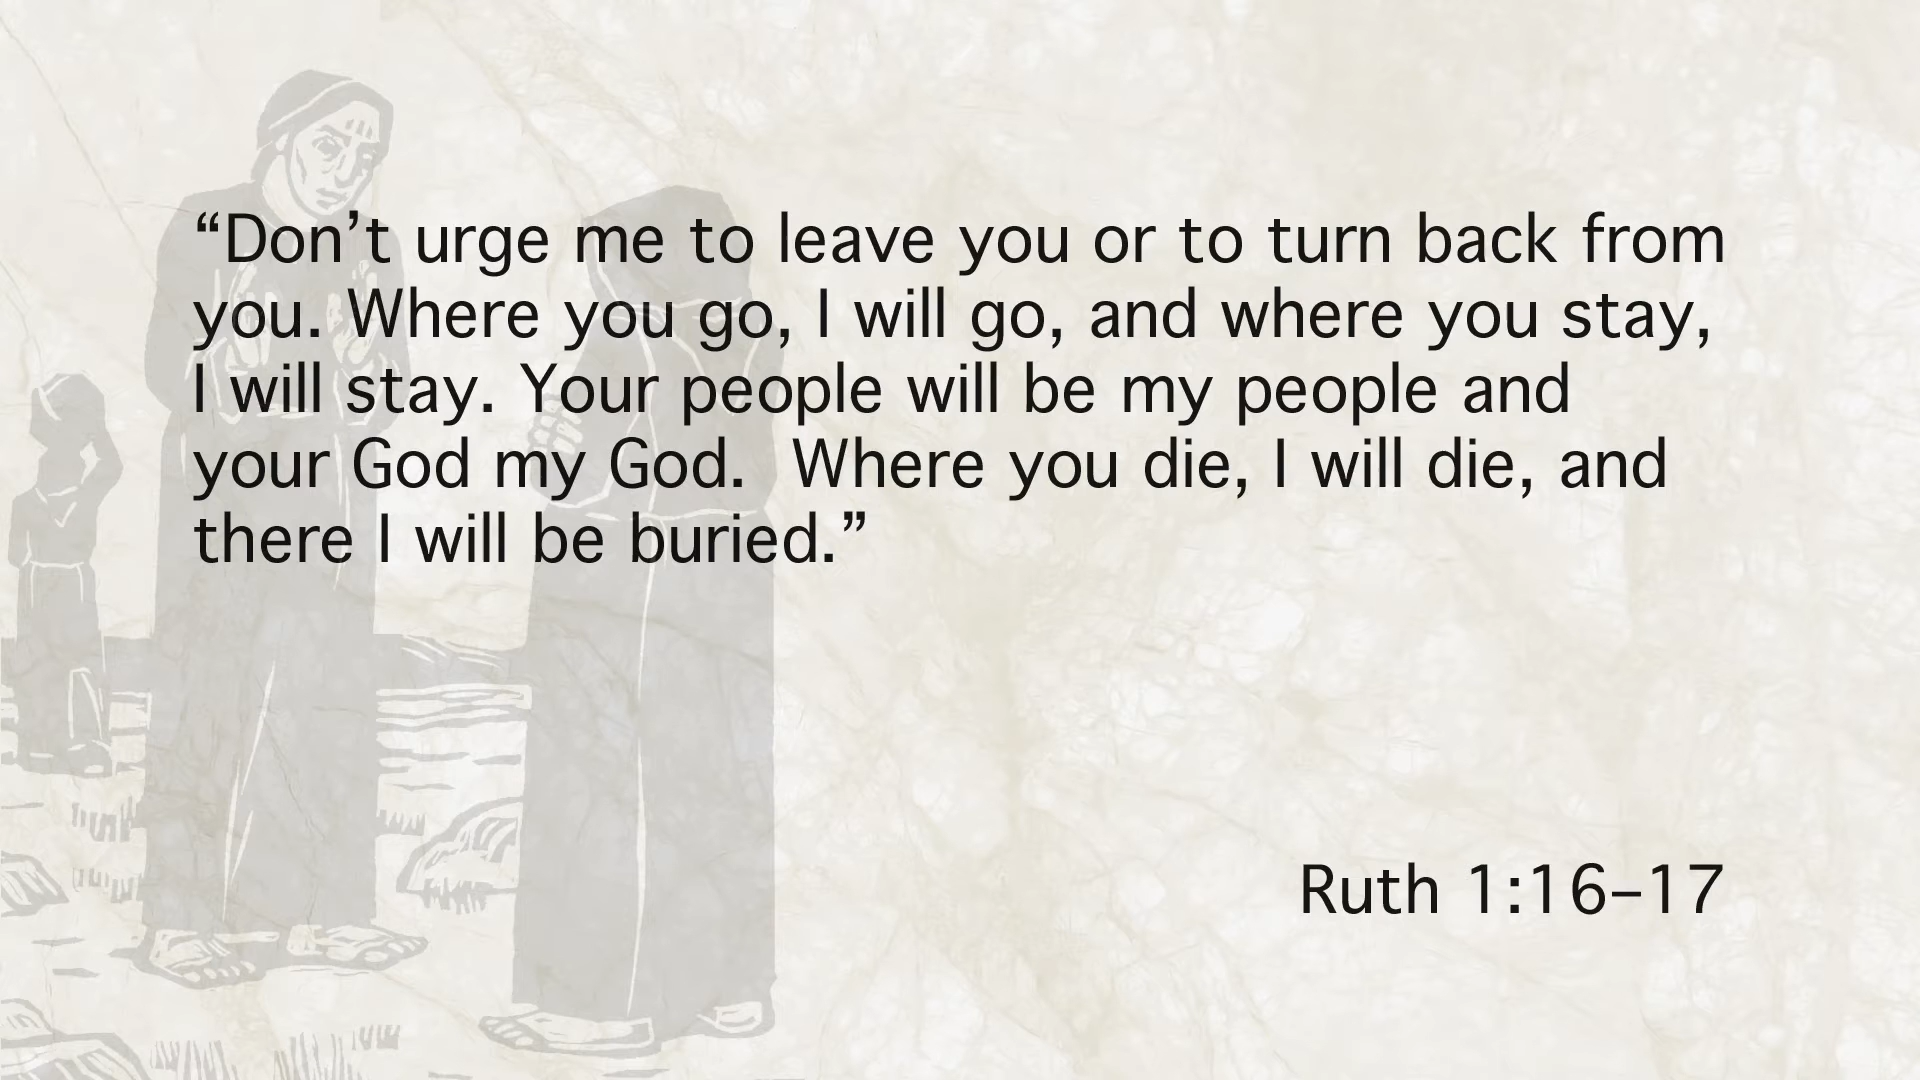 “Don’t urge me to leave you or to turn back from
you. Where you go, I will go, and where you stay,
I will stay. Your people will be my people and
your God my God.  Where you die, I will die, and
there I will be buried.”
Ruth 1:16–17